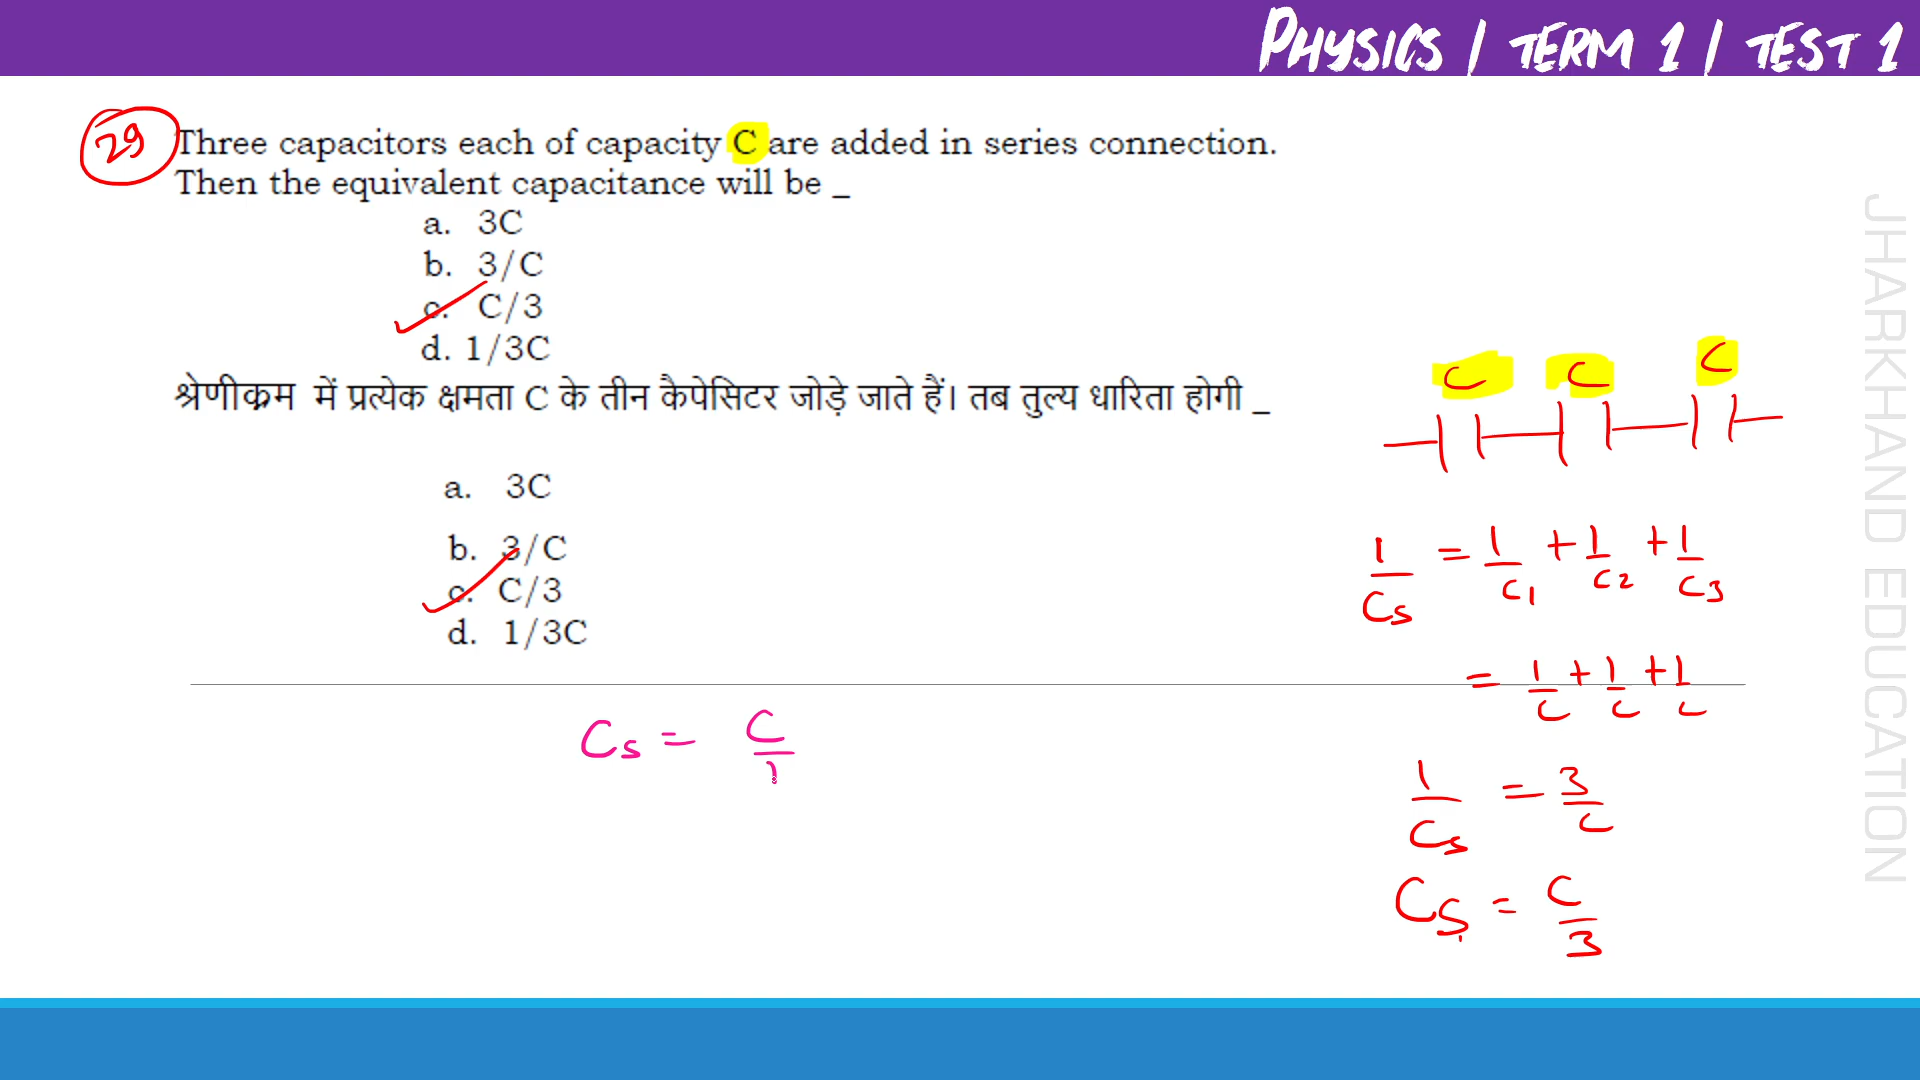 PHYSICS | TERM 1 | TEST 1
29 Three capacitors each of capacity C are added in series connection.
Then the equivalent capacitance will be _
a. 3C
b. 3/C
c. C/3
d. 1/3C
श्रेणीक्रम में प्रत्येक क्षमता C के तीन कैपेसिटर जोड़े जाते हैं। तब तुल्य धारिता होगी _
a. 3C
b. 3/C
c. C/3
d. 1/3C
Cs = C/
C C C
1/Cs = 1/C1 + 1/C2 + 1/C3
= 1/C + 1/C + 1/C
1/Cs = 3/C
Cs = C/3
JHARKHAND EDUCATION